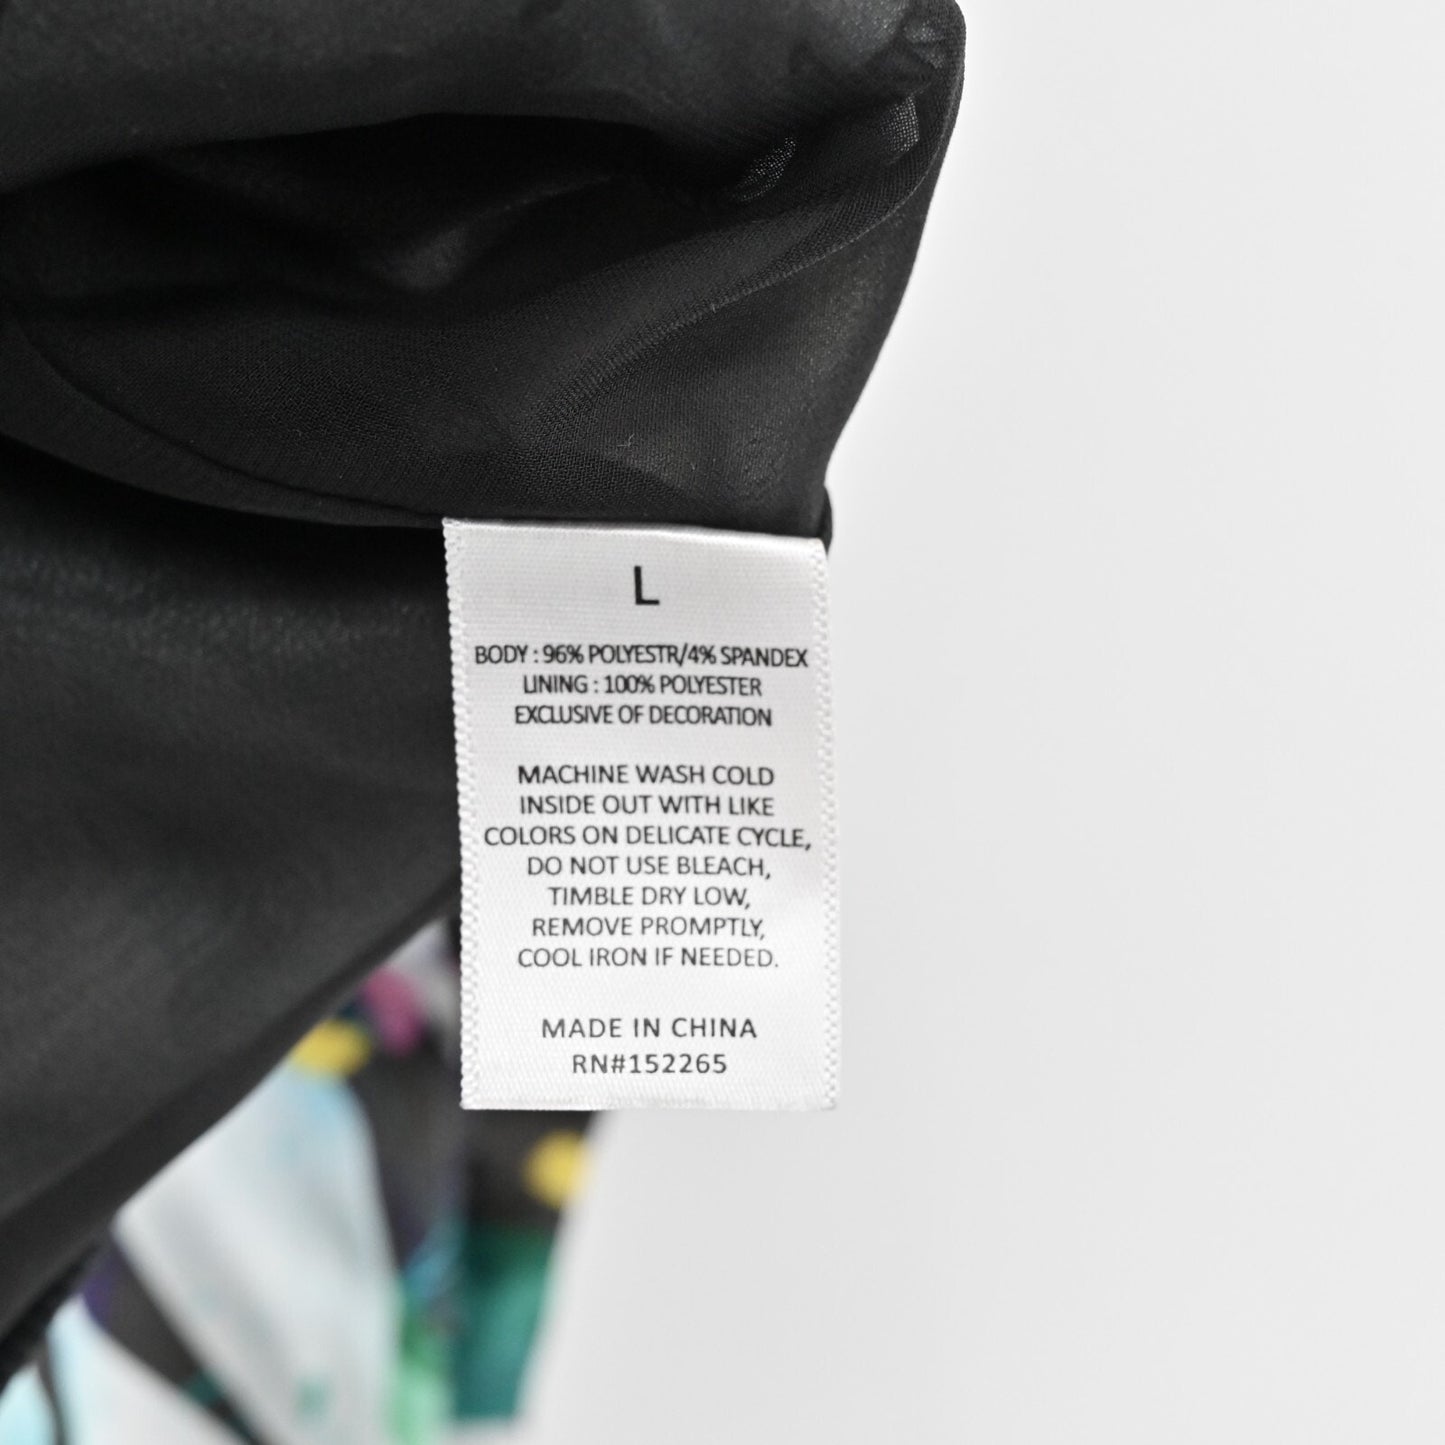 L
BODY : 96% POLYESTR/4% SPANDEX
LINING : 100% POLYESTER
EXCLUSIVE OF DECORATION
MACHINE WASH COLD
INSIDE OUT WITH LIKE
COLORS ON DELICATE CYCLE,
DO NOT USE BLEACH,
TIMBLE DRY LOW,
REMOVE PROMPTLY,
COOL IRON IF NEEDED.
MADE IN CHINA
RN#152265